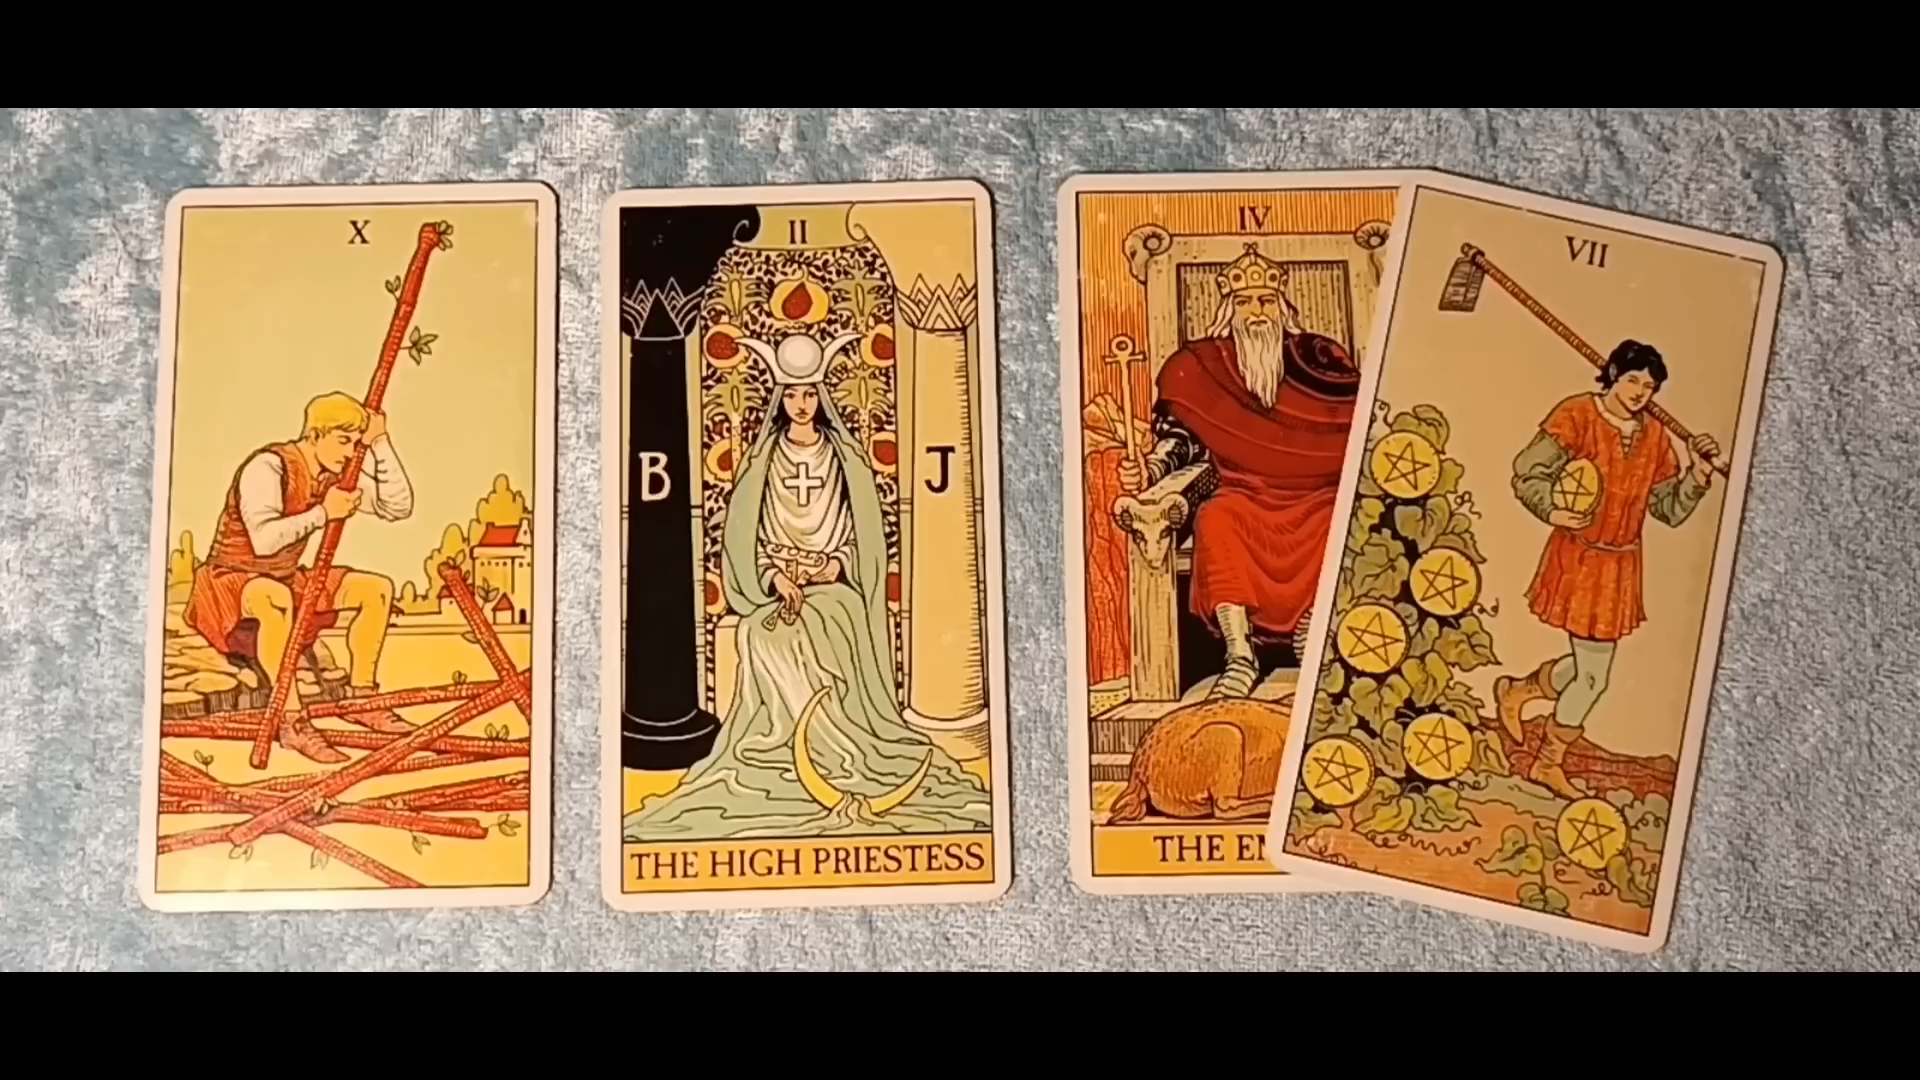 X
II
B
J
THE HIGH PRIESTESS
IV
THE EM
VII